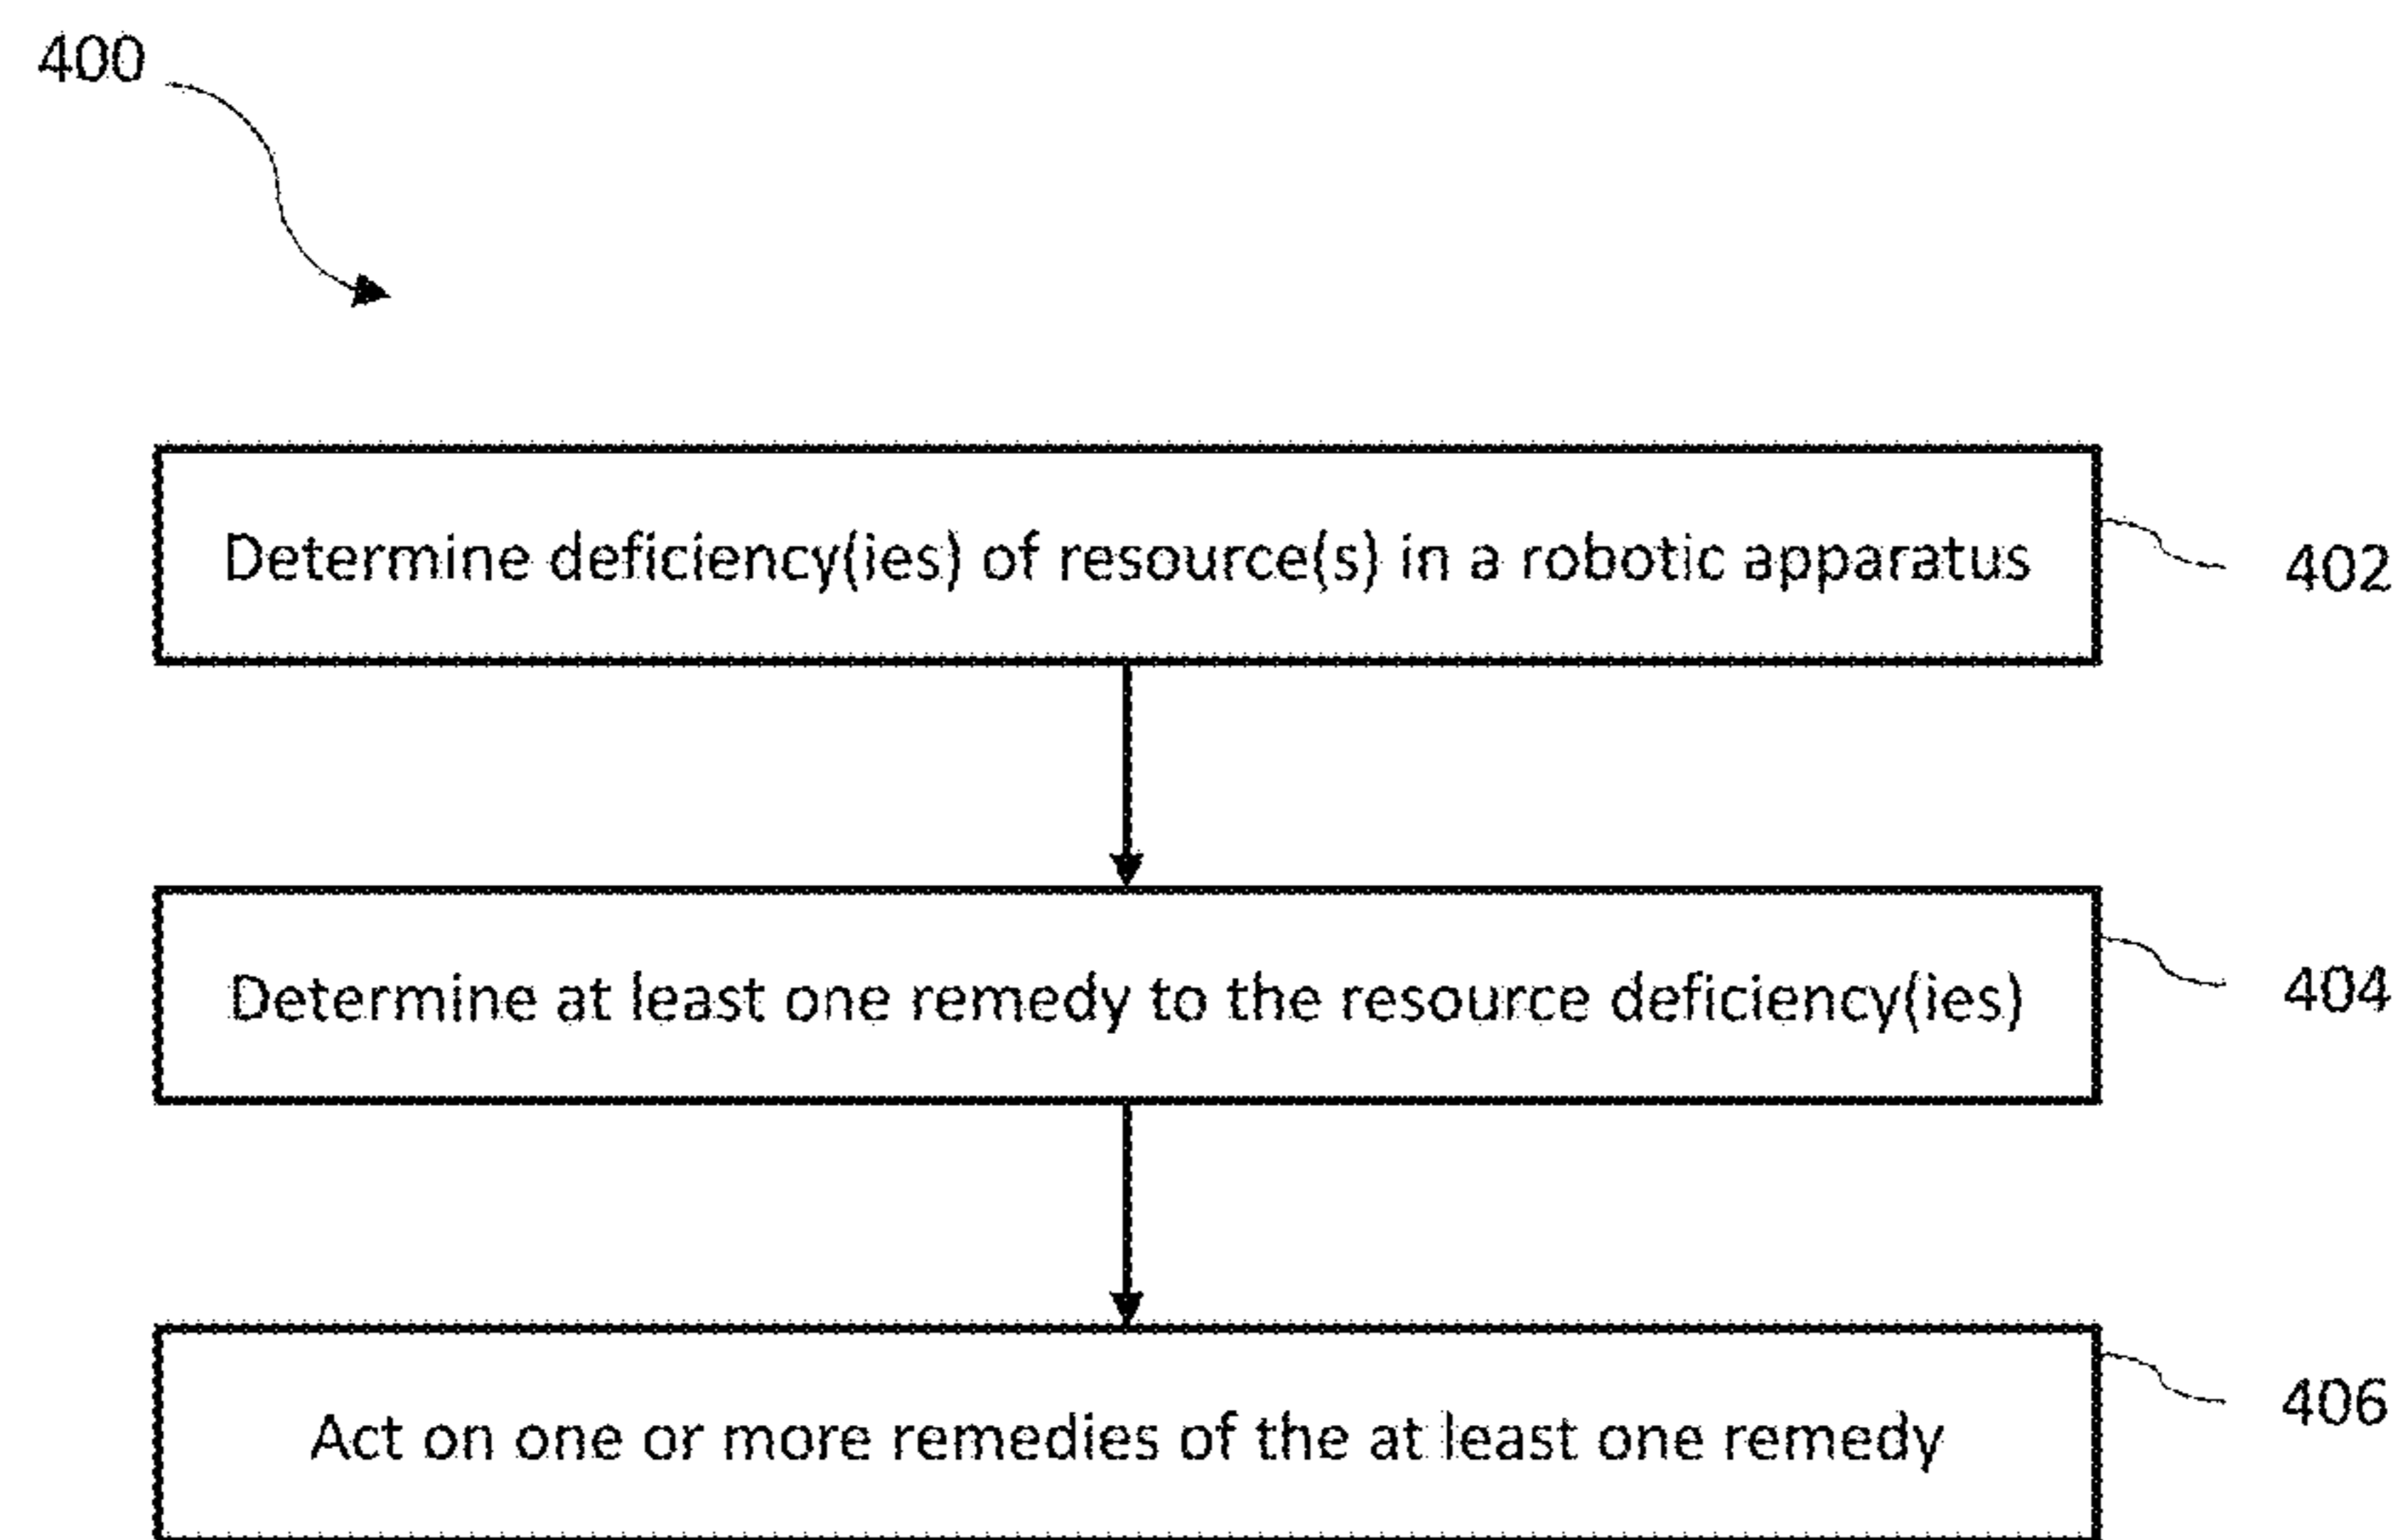 400
Determine deficiency(ies) of resource(s) in a robotic apparatus
402
Determine at least one remedy to the resource deficiency(ies)
404
Act on one or more remedies of the at least one remedy
406